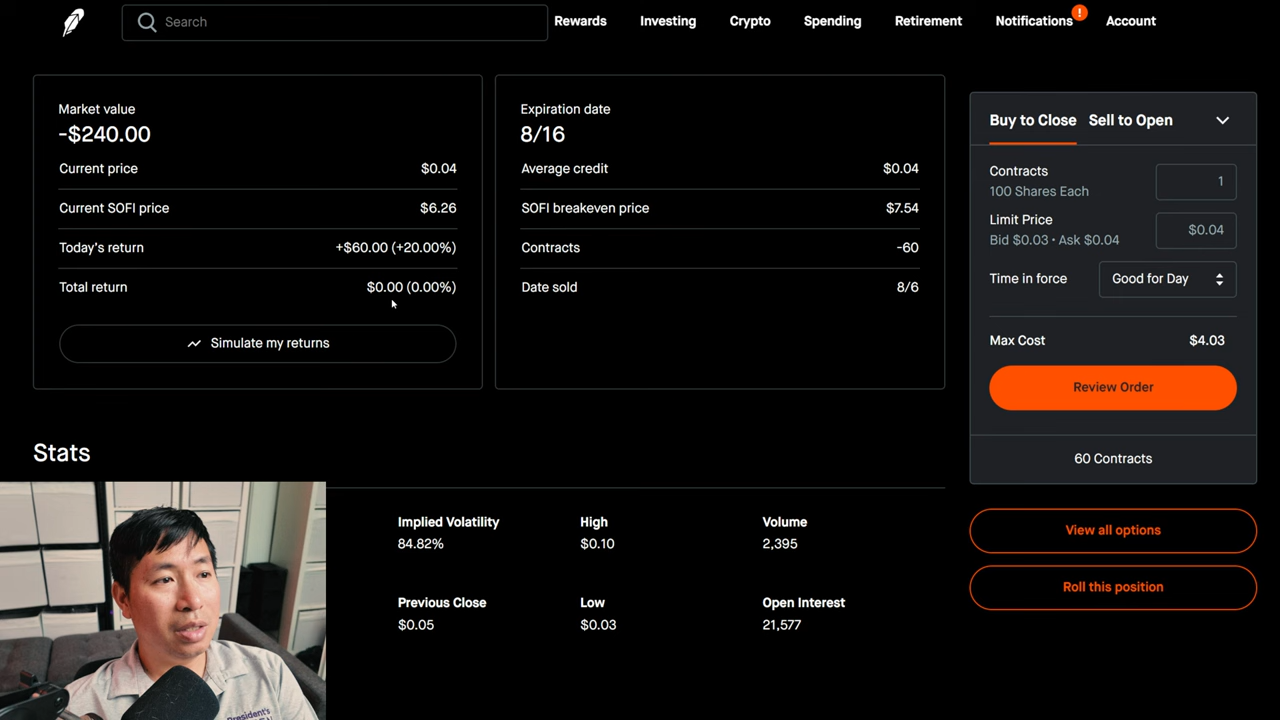 Search
Rewards
Investing
Crypto
Spending
Retirement
Notifications
!
Account
Market value
-$240.00
Current price $0.04
Current SOFI price $6.26
Today's return +$60.00 (+20.00%)
Total return $0.00 (0.00%)
Simulate my returns
Expiration date
8/16
Average credit $0.04
SOFI breakeven price $7.54
Contracts -60
Date sold 8/6
Buy to Close Sell to Open
Contracts 1
100 Shares Each
Limit Price $0.04
Bid $0.03 • Ask $0.04
Time in force Good for Day
Max Cost $4.03
Review Order
60 Contracts
View all options
Roll this position
Stats
Implied Volatility High Volume
84.82% $0.10 2,395
Previous Close Low Open Interest
$0.05 $0.03 21,577
President's